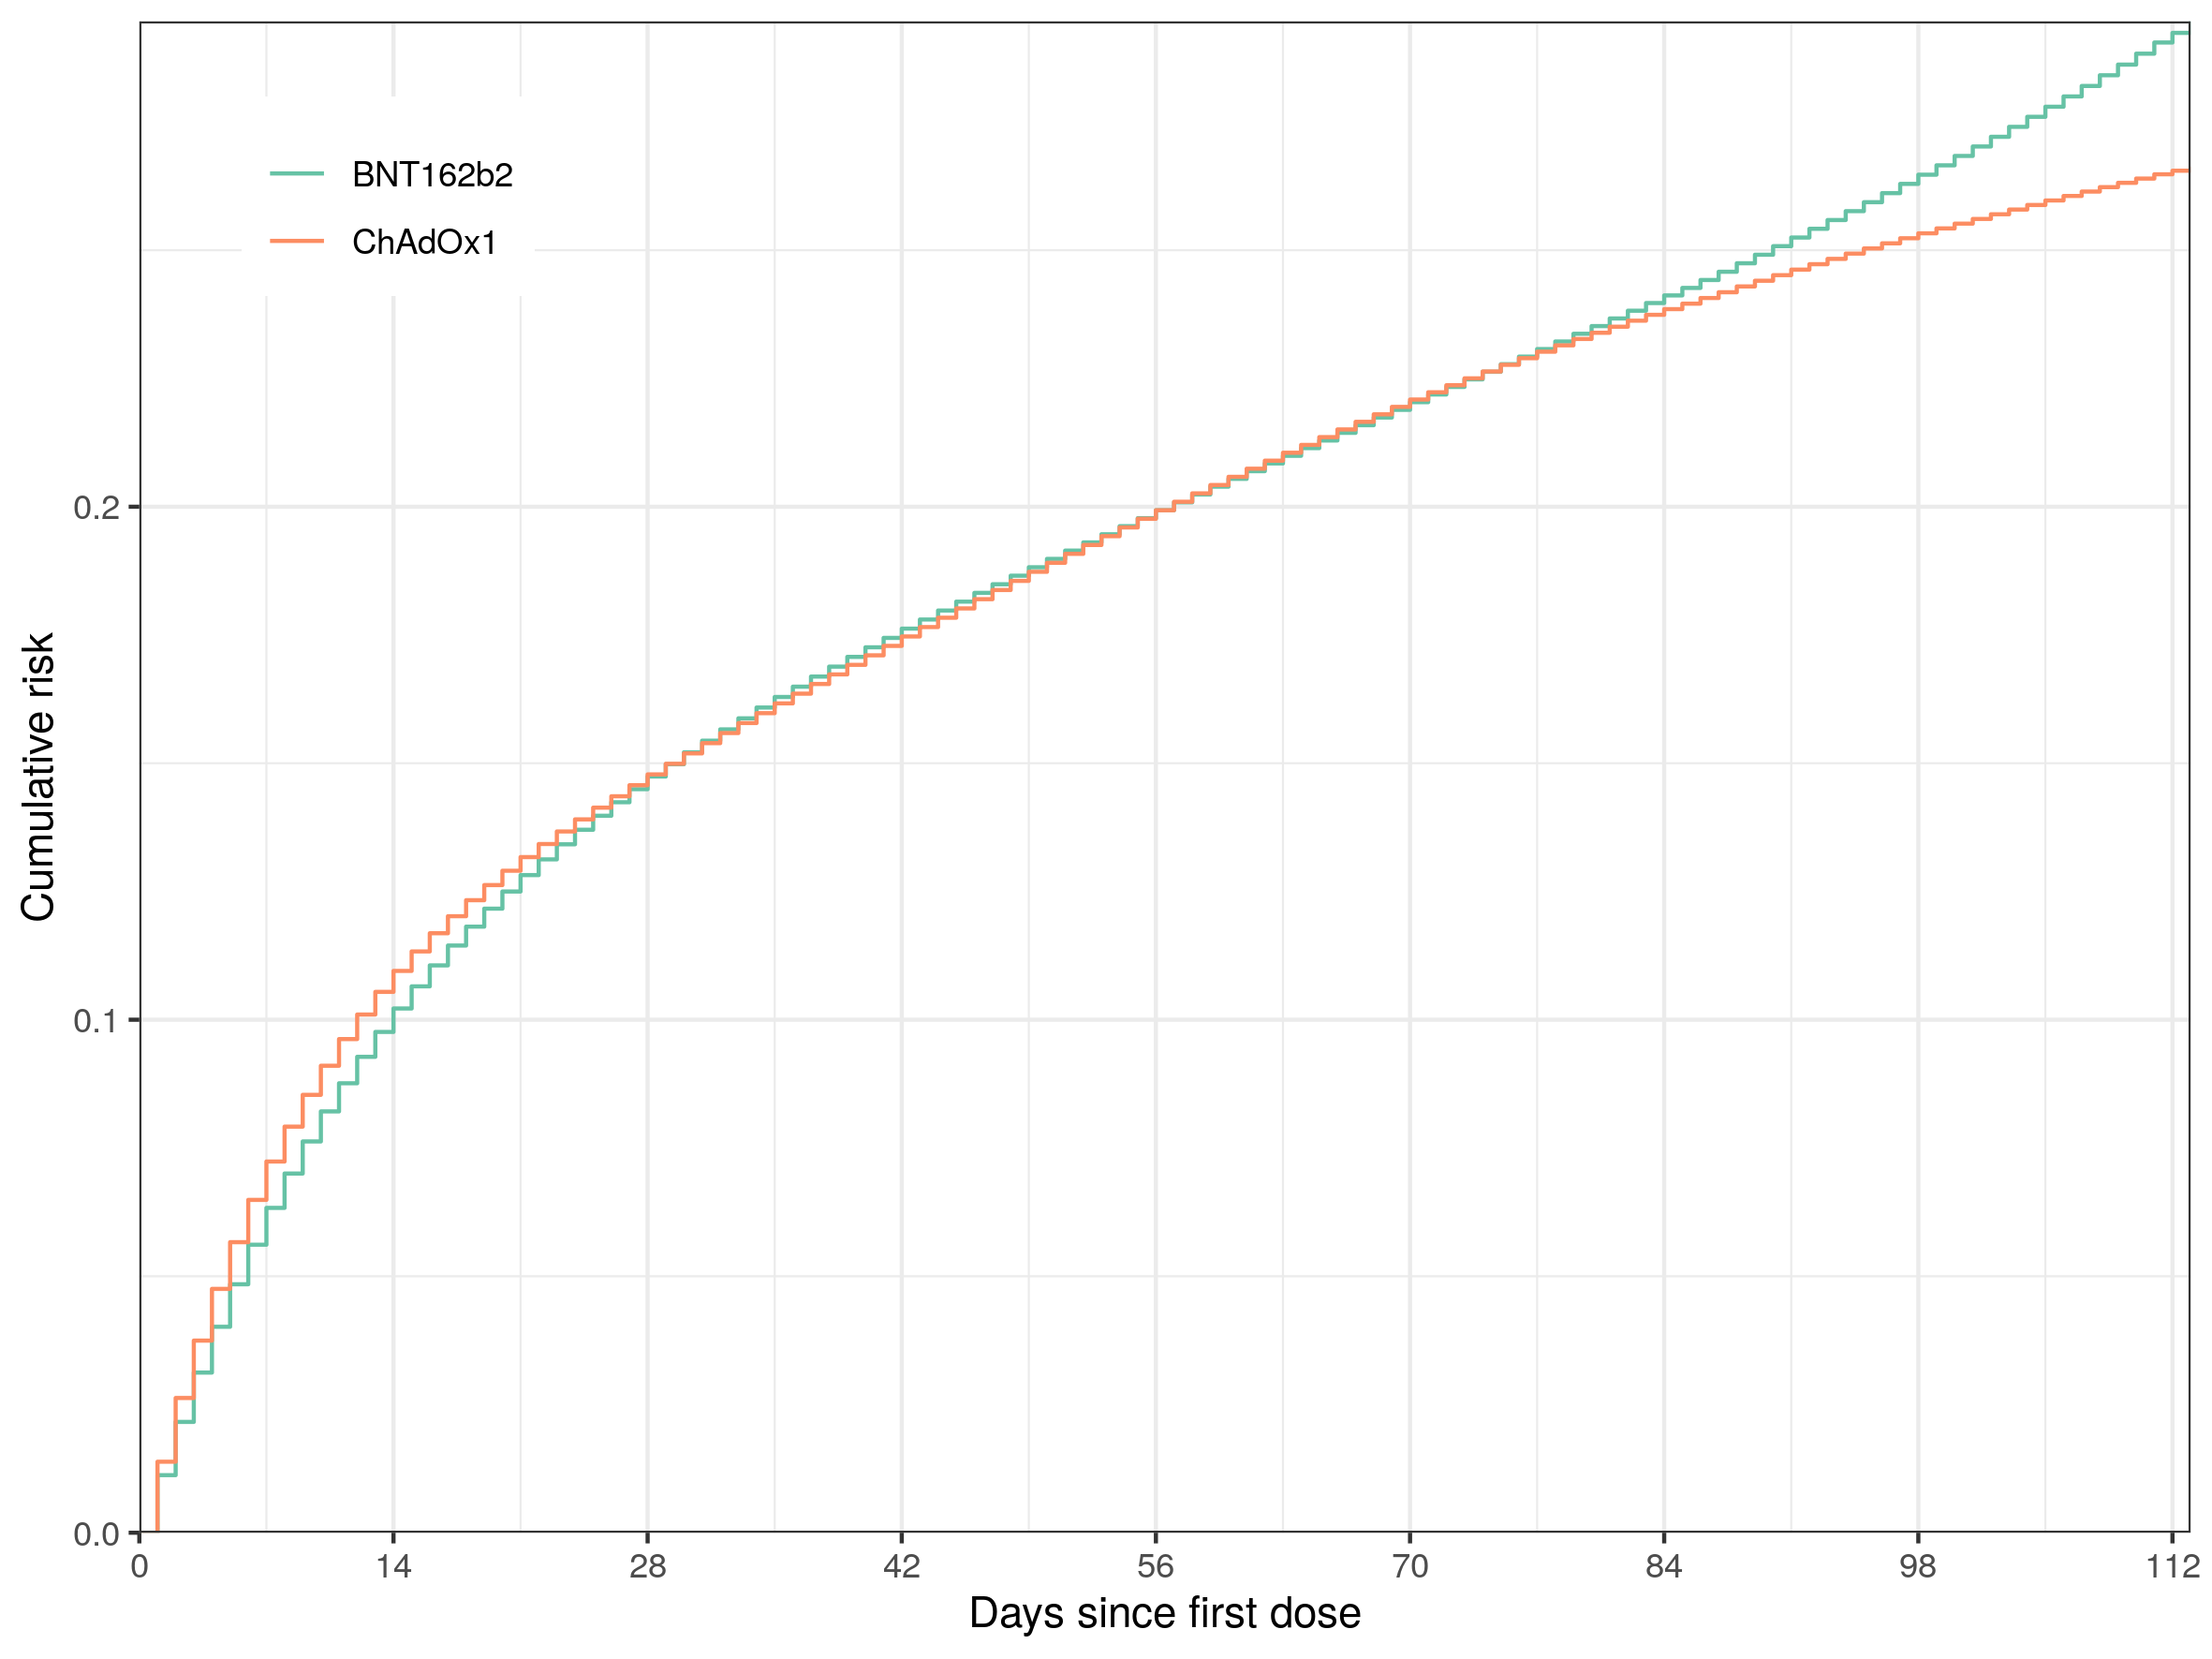 BNT162b2
ChAdOx1
Cumulative risk
0.2
0.1
0.0
0 14 28 42 56 70 84 98 112
Days since first dose